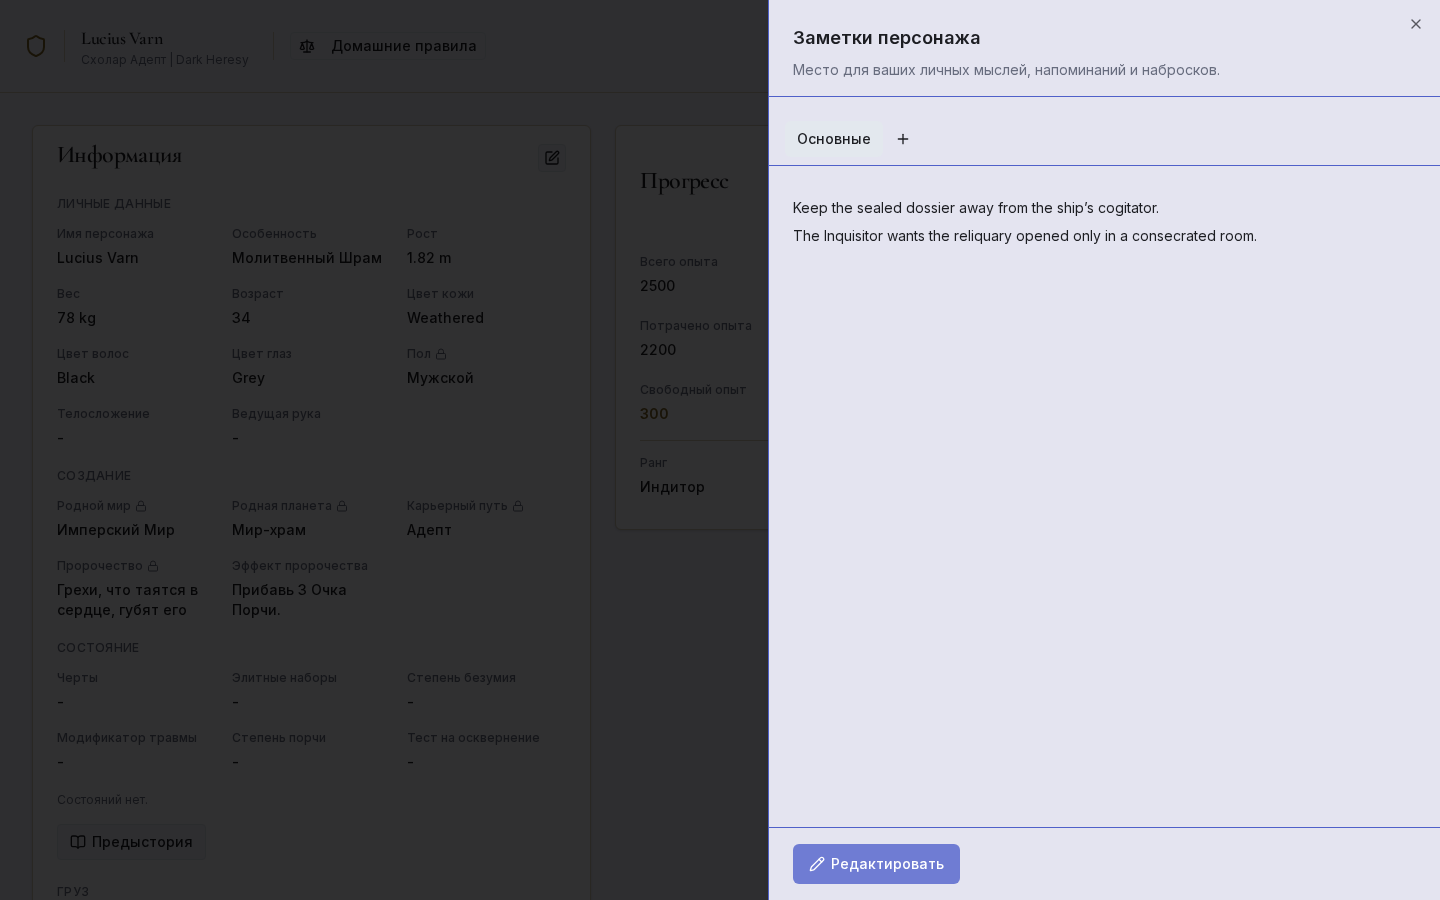 Lucius Varn
Схолар Адепт | Dark Heresy
Домашние правила
Информация
ЛИЧНЫЕ ДАННЫЕ
Имя персонажа
Особенность
Рост
Lucius Varn
Молитвенный Шрам
1.82 m
Вес
Возраст
Цвет кожи
78 kg
34
Weathered
Цвет волос
Цвет глаз
Пол
Black
Grey
Мужской
Телосложение
Ведущая рука
-
-
СОЗДАНИЕ
Родной мир
Родная планета
Карьерный путь
Имперский Мир
Мир-храм
Адепт
Пророчество
Эффект пророчества
Грехи, что таятся в
сердце, губят его
Прибавь 3 Очка
Порчи.
СОСТОЯНИЕ
Черты
Элитные наборы
Степень безумия
-
-
-
Модификатор травмы
Степень порчи
Тест на осквернение
-
-
-
Состояний нет.
Предыстория
ГРУЗ
Прогресс
Всего опыта
2500
Потрачено опыта
2200
Свободный опыт
300
Ранг
Индитор
Заметки персонажа
Место для ваших личных мыслей, напоминаний и набросков.
Основные
Keep the sealed dossier away from the ship’s cogitator.
The Inquisitor wants the reliquary opened only in a consecrated room.
Редактировать